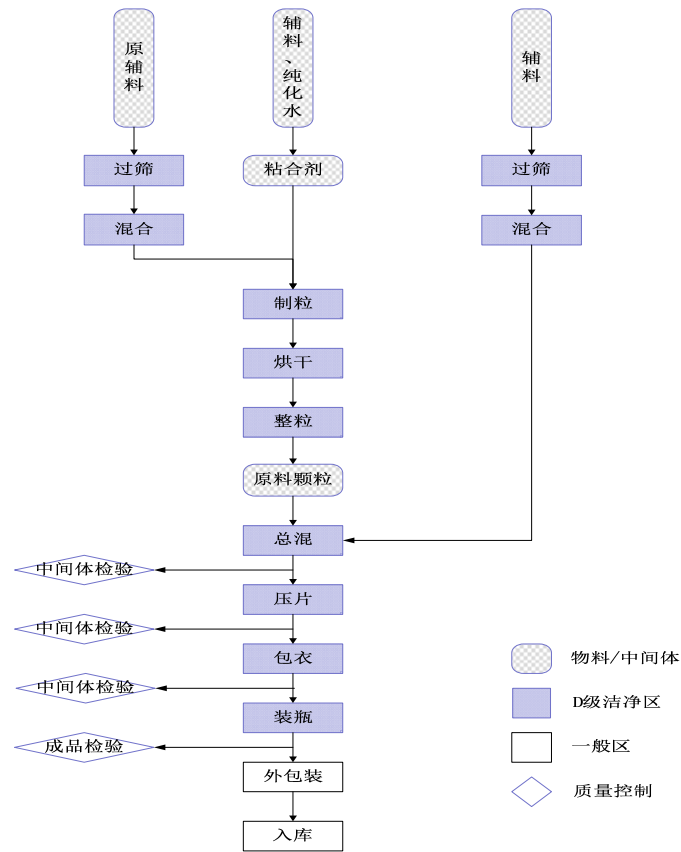 原辅料
辅料、纯化水
辅料
过筛
粘合剂
过筛
混合
混合
制粒
烘干
整粒
原料颗粒
总混
中间体检验
压片
中间体检验
包衣
中间体检验
装瓶
成品检验
外包装
入库
物料/中间体
D级洁净区
一般区
质量控制